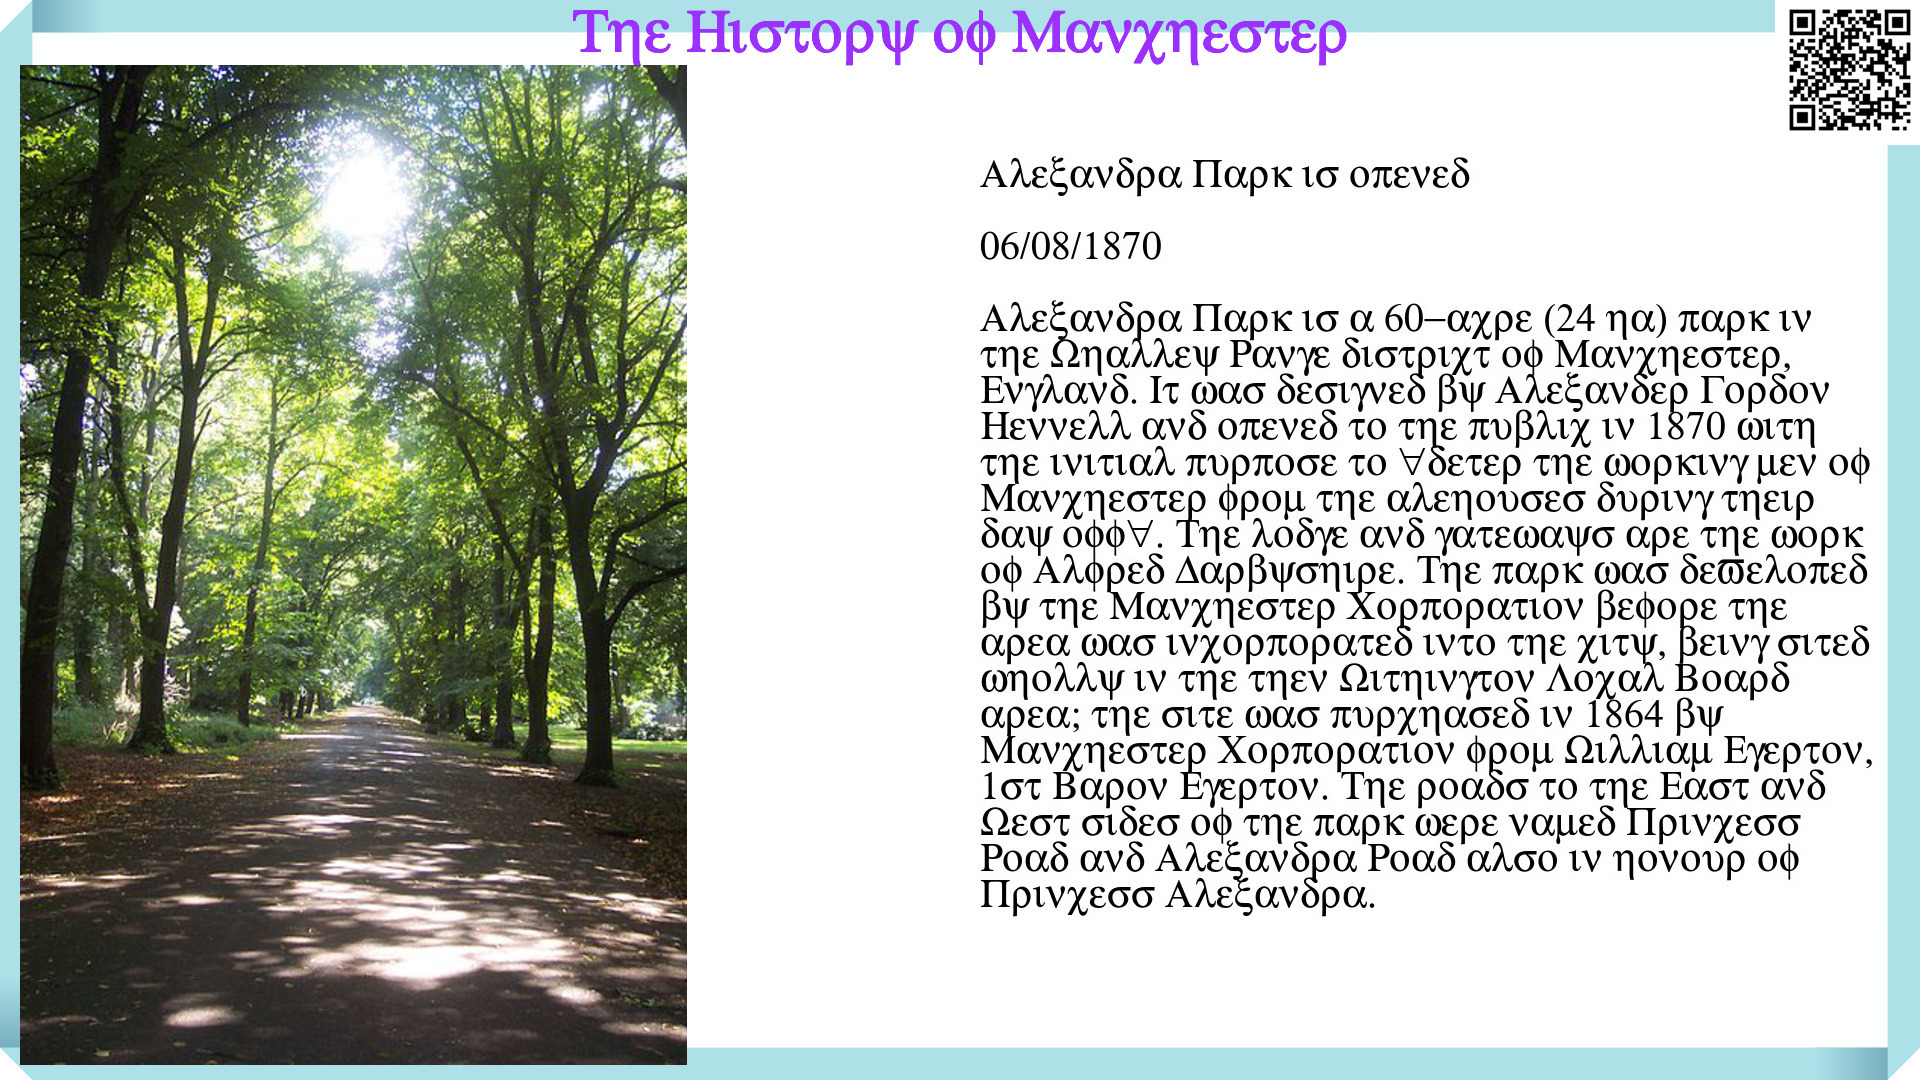 Τηε Ηιστορψ οφ Μανχηεστερ
Αλεξανδρα Παρκ ισ οπενεδ
06/08/1870
Αλεξανδρα Παρκ ισ α 60−αχρε (24 ηα) παρκ ιν
τηε Ωηαλλεψ Ρανγε διστριχτ οφ Μανχηεστερ,
Ενγλανδ. Ιτ ωασ δεσιγνεδ βψ Αλεξανδερ Γορδον
Ηεννελλ ανδ οπενεδ το τηε πυβλιχ ιν 1870 ωιτη
τηε ινιτιαλ πυρποσε το ∀δετερ τηε ωορκινγ μεν οφ
Μανχηεστερ φρομ τηε αλεηουσεσ δυρινγ τηειρ
δαψ οφφ∀. Τηε λοδγε ανδ γατεωαψσ αρε τηε ωορκ
οφ Αλφρεδ Δαρβψσηιρε. Τηε παρκ ωασ δεϖελοπεδ
βψ τηε Μανχηεστερ Χορπορατιον βεφορε τηε
αρεα ωασ ινχορπορατεδ ιντο τηε χιτψ, βεινγ σιτεδ
ωηολλψ ιν τηε τηεν Ωιτηινγτον Λοχαλ Βοαρδ
αρεα; τηε σιτε ωασ πυρχηασεδ ιν 1864 βψ
Μανχηεστερ Χορπορατιον φρομ Ωιλλιαμ Εγερτον,
1στ Βαρον Εγερτον. Τηε ροαδσ το τηε Εαστ ανδ
Ωεστ σιδεσ οφ τηε παρκ ωερε ναμεδ Πρινχεσσ
Ροαδ ανδ Αλεξανδρα Ροαδ αλσο ιν ηονουρ οφ
Πρινχεσσ Αλεξανδρα.